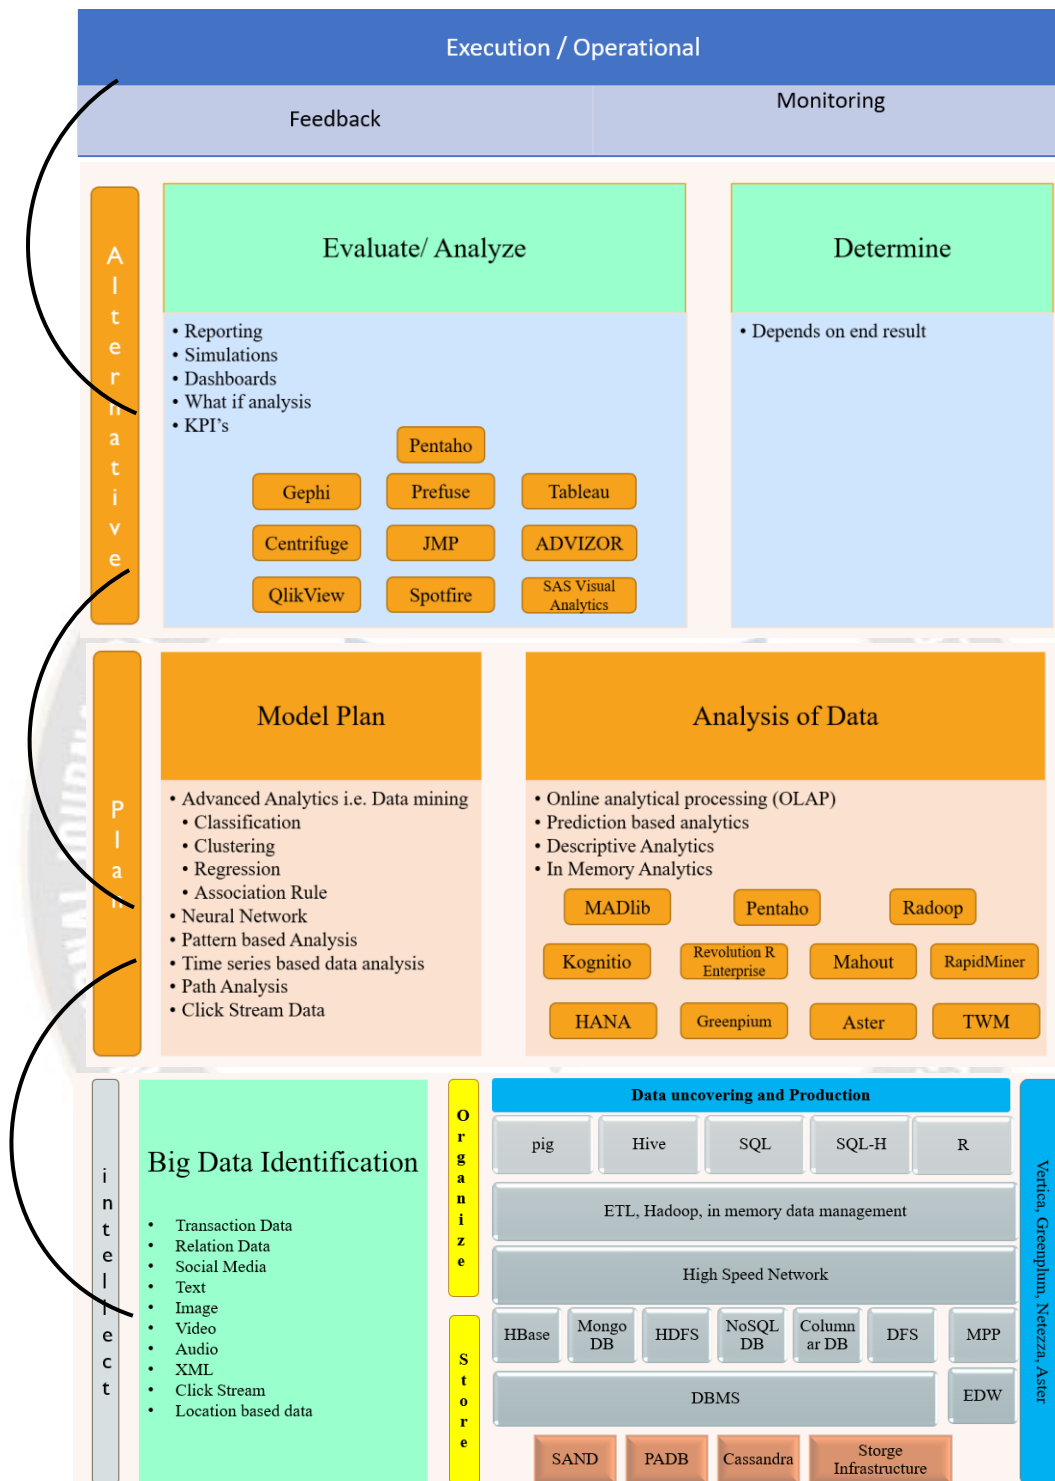 Execution / Operational
Feedback
Monitoring
Alternative
Evaluate/ Analyze
• Reporting
• Simulations
• Dashboards
• What if analysis
• KPI's
Pentaho
Gephi
Prefuse
Tableau
Centrifuge
JMP
ADVIZOR
QlikView
Spotfire
SAS Visual
Analytics
Determine
• Depends on end result
Plan
Model Plan
• Advanced Analytics i.e. Data mining
• Classification
• Clustering
• Regression
• Association Rule
• Neural Network
• Pattern based Analysis
• Time series based data analysis
• Path Analysis
• Click Stream Data
Analysis of Data
• Online analytical processing (OLAP)
• Prediction based analytics
• Descriptive Analytics
• In Memory Analytics
MADlib
Pentaho
Radoop
Kognitio
Revolution R
Enterprise
Mahout
RapidMiner
HANA
Greenpium
Aster
TWM
intellect
Big Data Identification
• Transaction Data
• Relation Data
• Social Media
• Text
• Image
• Video
• Audio
• XML
• Click Stream
• Location based data
Organize
Store
Data uncovering and Production
pig
Hive
SQL
SQL-H
R
ETL, Hadoop, in memory data management
High Speed Network
HBase
Mongo
DB
HDFS
NoSQL
DB
Column
ar DB
DFS
MPP
DBMS
EDW
SAND
PADB
Cassandra
Storge
Infrastructure
Vertica, Greenplum, Netezza, Aster